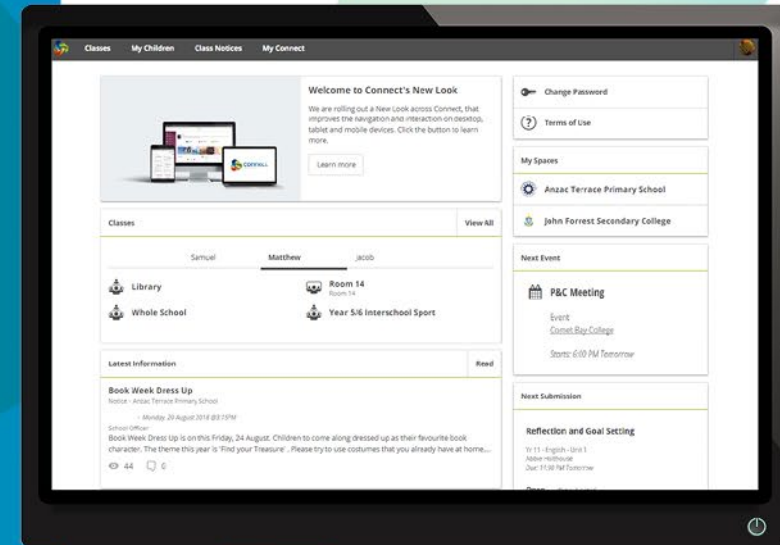 Classes My Children Class Notices My Connect
Welcome to Connect's New Look
We are rolling out a New Look across Connect, that
improves the navigation and interaction on desktop,
tablet and mobile devices. Click the button to learn
more.
Learn more
CONNECT
Classes View All
Samuel Matthew Jacob
Library
Room 14
Room 14
Whole School
Year 5/6 Interschool Sport
Latest Information Read
Book Week Dress Up
Notice - Anzac Terrace Primary School
- Monday, 20 August 2018 @3:15PM
School Officer
Book Week Dress Up is on this Friday, 24 August. Children to come along dressed up as their favourite book
character. The theme this year is 'Find your Treasure' . Please try to use costumes that you already have at home,...
44 0
Change Password
Terms of Use
My Spaces
Anzac Terrace Primary School
John Forrest Secondary College
Next Event
P&C Meeting
Event
Comet Bay College
Starts: 6:00 PM Tomorrow
Next Submission
Reflection and Goal Setting
Yr 11 - English - Unit 1
Abbie Holthouse
Due: 11:30 PM Tomorrow